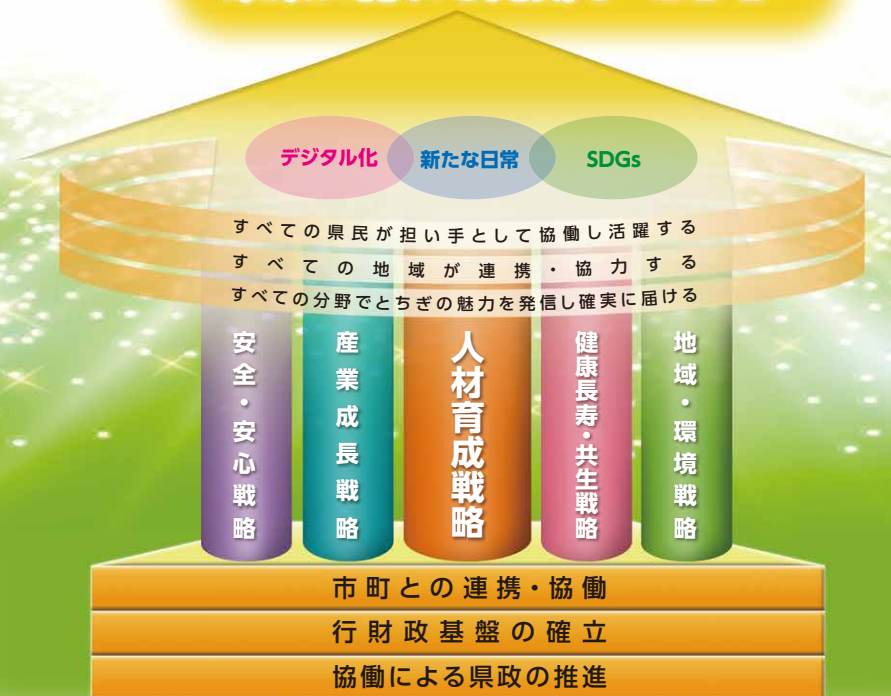 デジタル化
新たな日常
SDGs
すべての県民が担い手として協働し活躍する
すべての地域が連携・協力する
すべての分野でとちぎの魅力を発信し確実に届ける
安全・安心戦略
産業成長戦略
人材育成戦略
健康長寿・共生戦略
地域・環境戦略
市町との連携・協働
行財政基盤の確立
協働による県政の推進